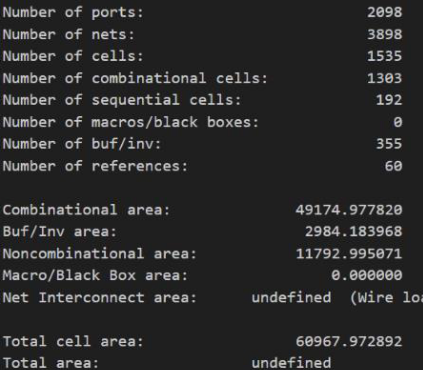 Number of ports: 2098
Number of nets: 3898
Number of cells: 1535
Number of combinational cells: 1303
Number of sequential cells: 192
Number of macros/black boxes: 0
Number of buf/inv: 355
Number of references: 60
Combinational area: 49174.977820
Buf/Inv area: 2984.183968
Noncombinational area: 11792.995071
Macro/Black Box area: 0.000000
Net Interconnect area: undefined (Wire loa
Total cell area: 60967.972892
Total area: undefined